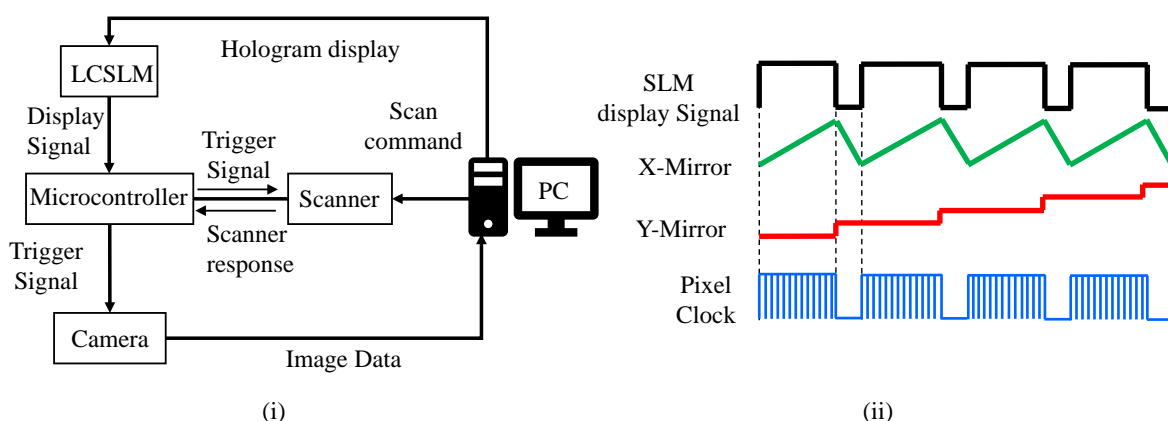 Hologram display
LCSLM
Display
Signal
Trigger
Signal
Scan
command
Microcontroller
Scanner
PC
Scanner
response
Trigger
Signal
Camera
Image Data
(i)
SLM
display Signal
X-Mirror
Y-Mirror
Pixel
Clock
(ii)